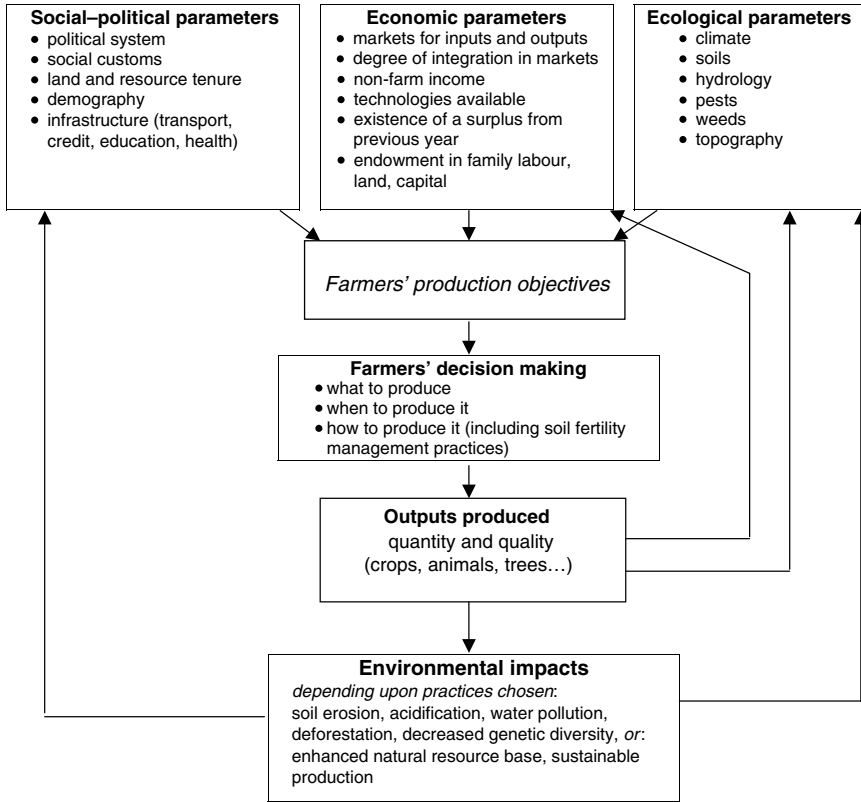 Social–political parameters
• political system
• social customs
• land and resource tenure
• demography
• infrastructure (transport,
credit, education, health)
Economic parameters
• markets for inputs and outputs
• degree of integration in markets
• non-farm income
• technologies available
• existence of a surplus from
previous year
• endowment in family labour,
land, capital
Ecological parameters
• climate
• soils
• hydrology
• pests
• weeds
• topography
Farmers’ production objectives
Farmers’ decision making
• what to produce
• when to produce it
• how to produce it (including soil fertility
management practices)
Outputs produced
quantity and quality
(crops, animals, trees…)
Environmental impacts
depending upon practices chosen:
soil erosion, acidification, water pollution,
deforestation, decreased genetic diversity, or:
enhanced natural resource base, sustainable
production